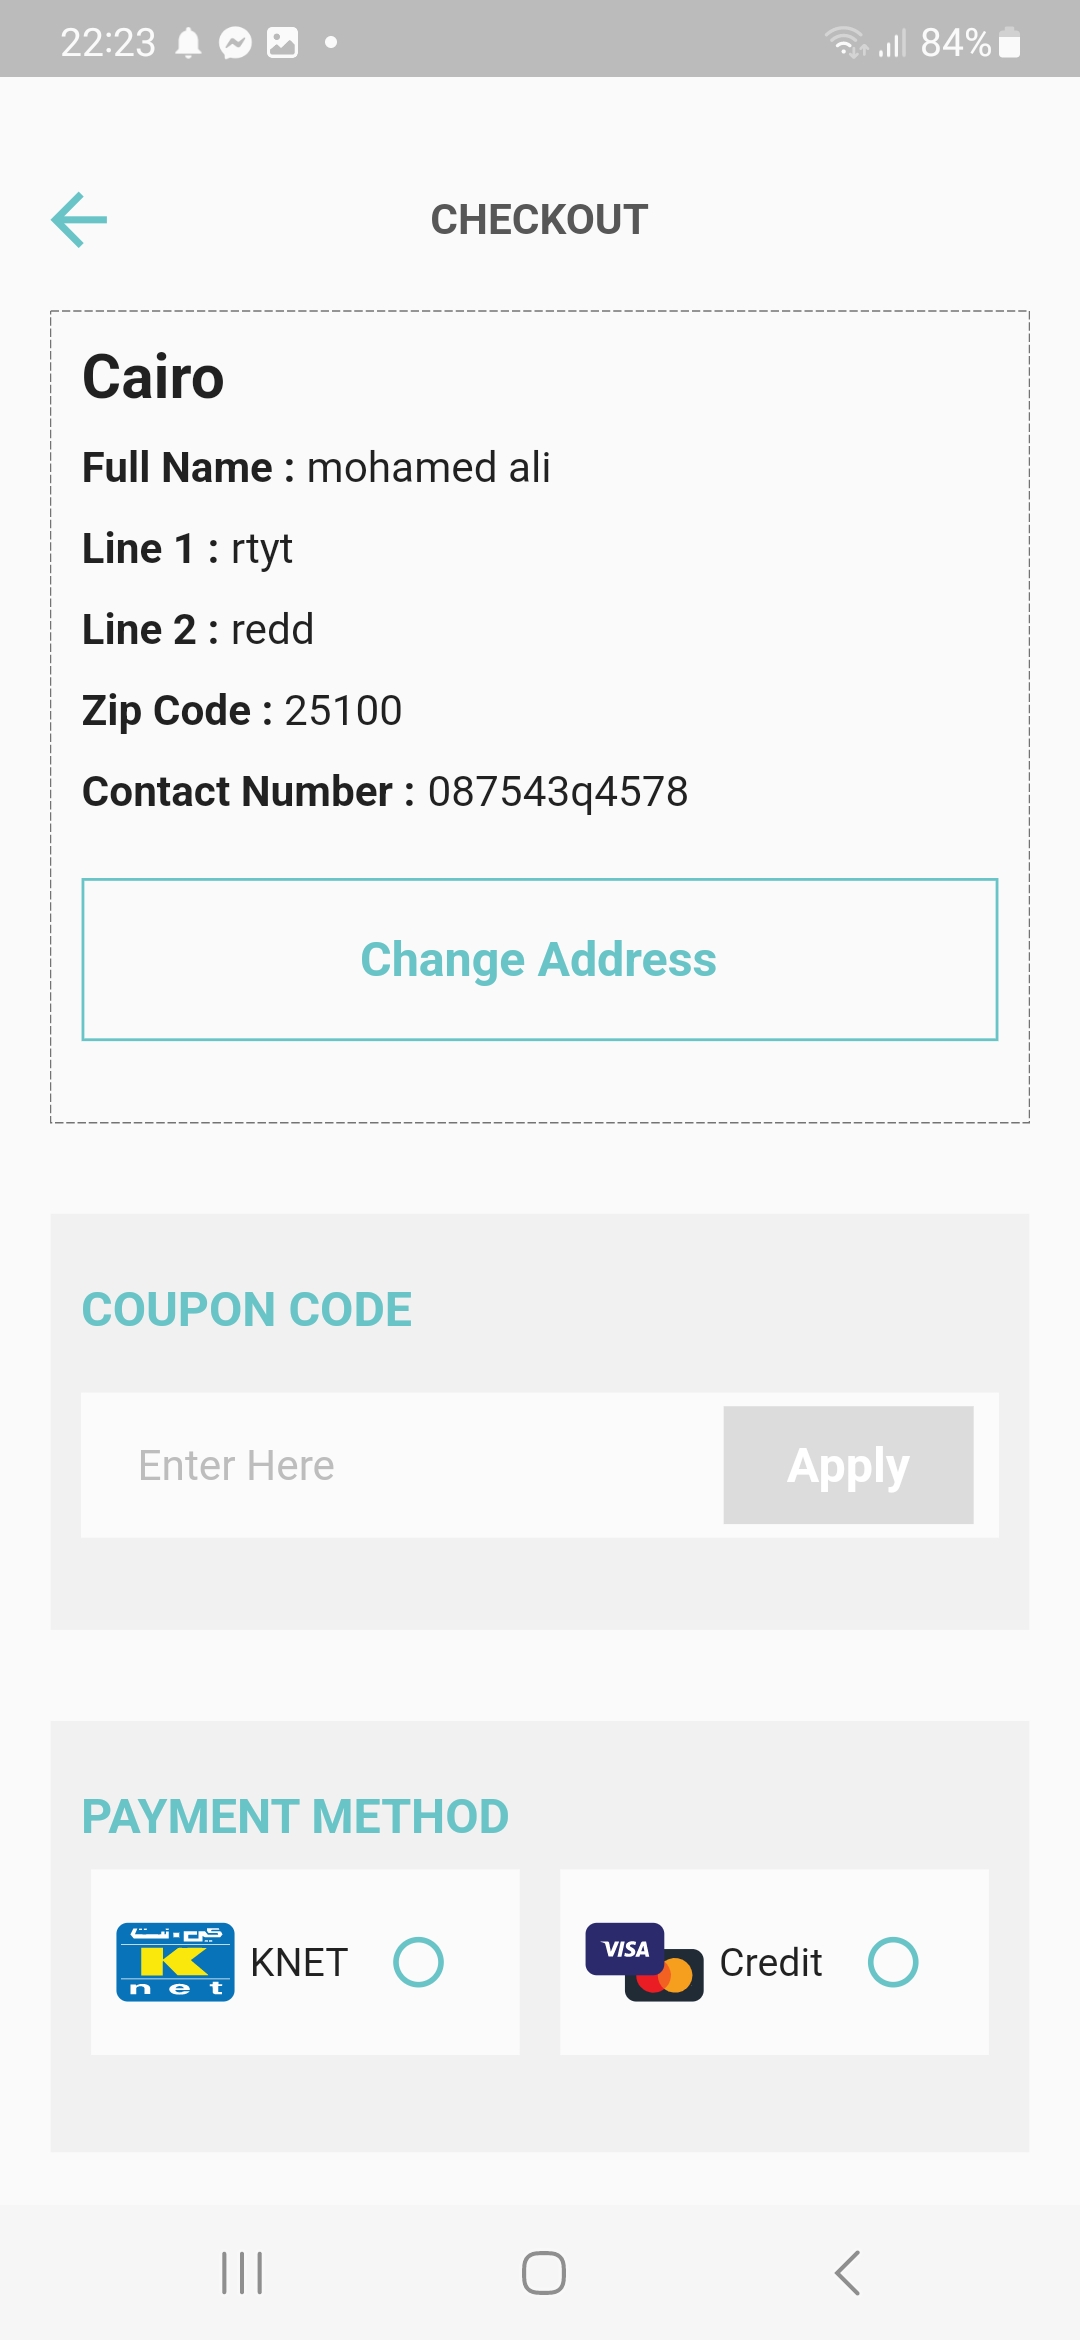 22:23
84%
CHECKOUT
Cairo
Full Name : mohamed ali
Line 1 : rtyt
Line 2 : redd
Zip Code : 25100
Contact Number : 087543q4578
Change Address
COUPON CODE
Enter Here
Apply
PAYMENT METHOD
كي نت
K
net
KNET
VISA
Credit